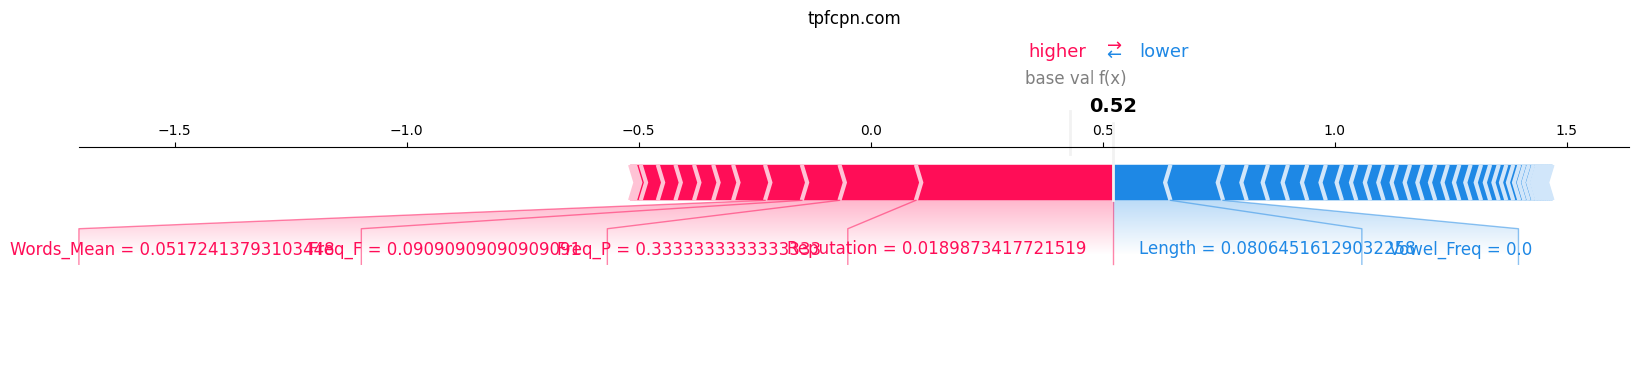 tpfcpn.com
higher ⇄ lower
base val f(x)
0.52
−1.5 −1.0 −0.5 0.0 0.5 1.0 1.5
Words_Mean = 0.05172413793103448 Freq_F = 0.09090909090909091 Freq_P = 0.3333333333333333 Reputation = 0.0189873417721519 Length = 0.08064516129032258 Vowel_Freq = 0.0